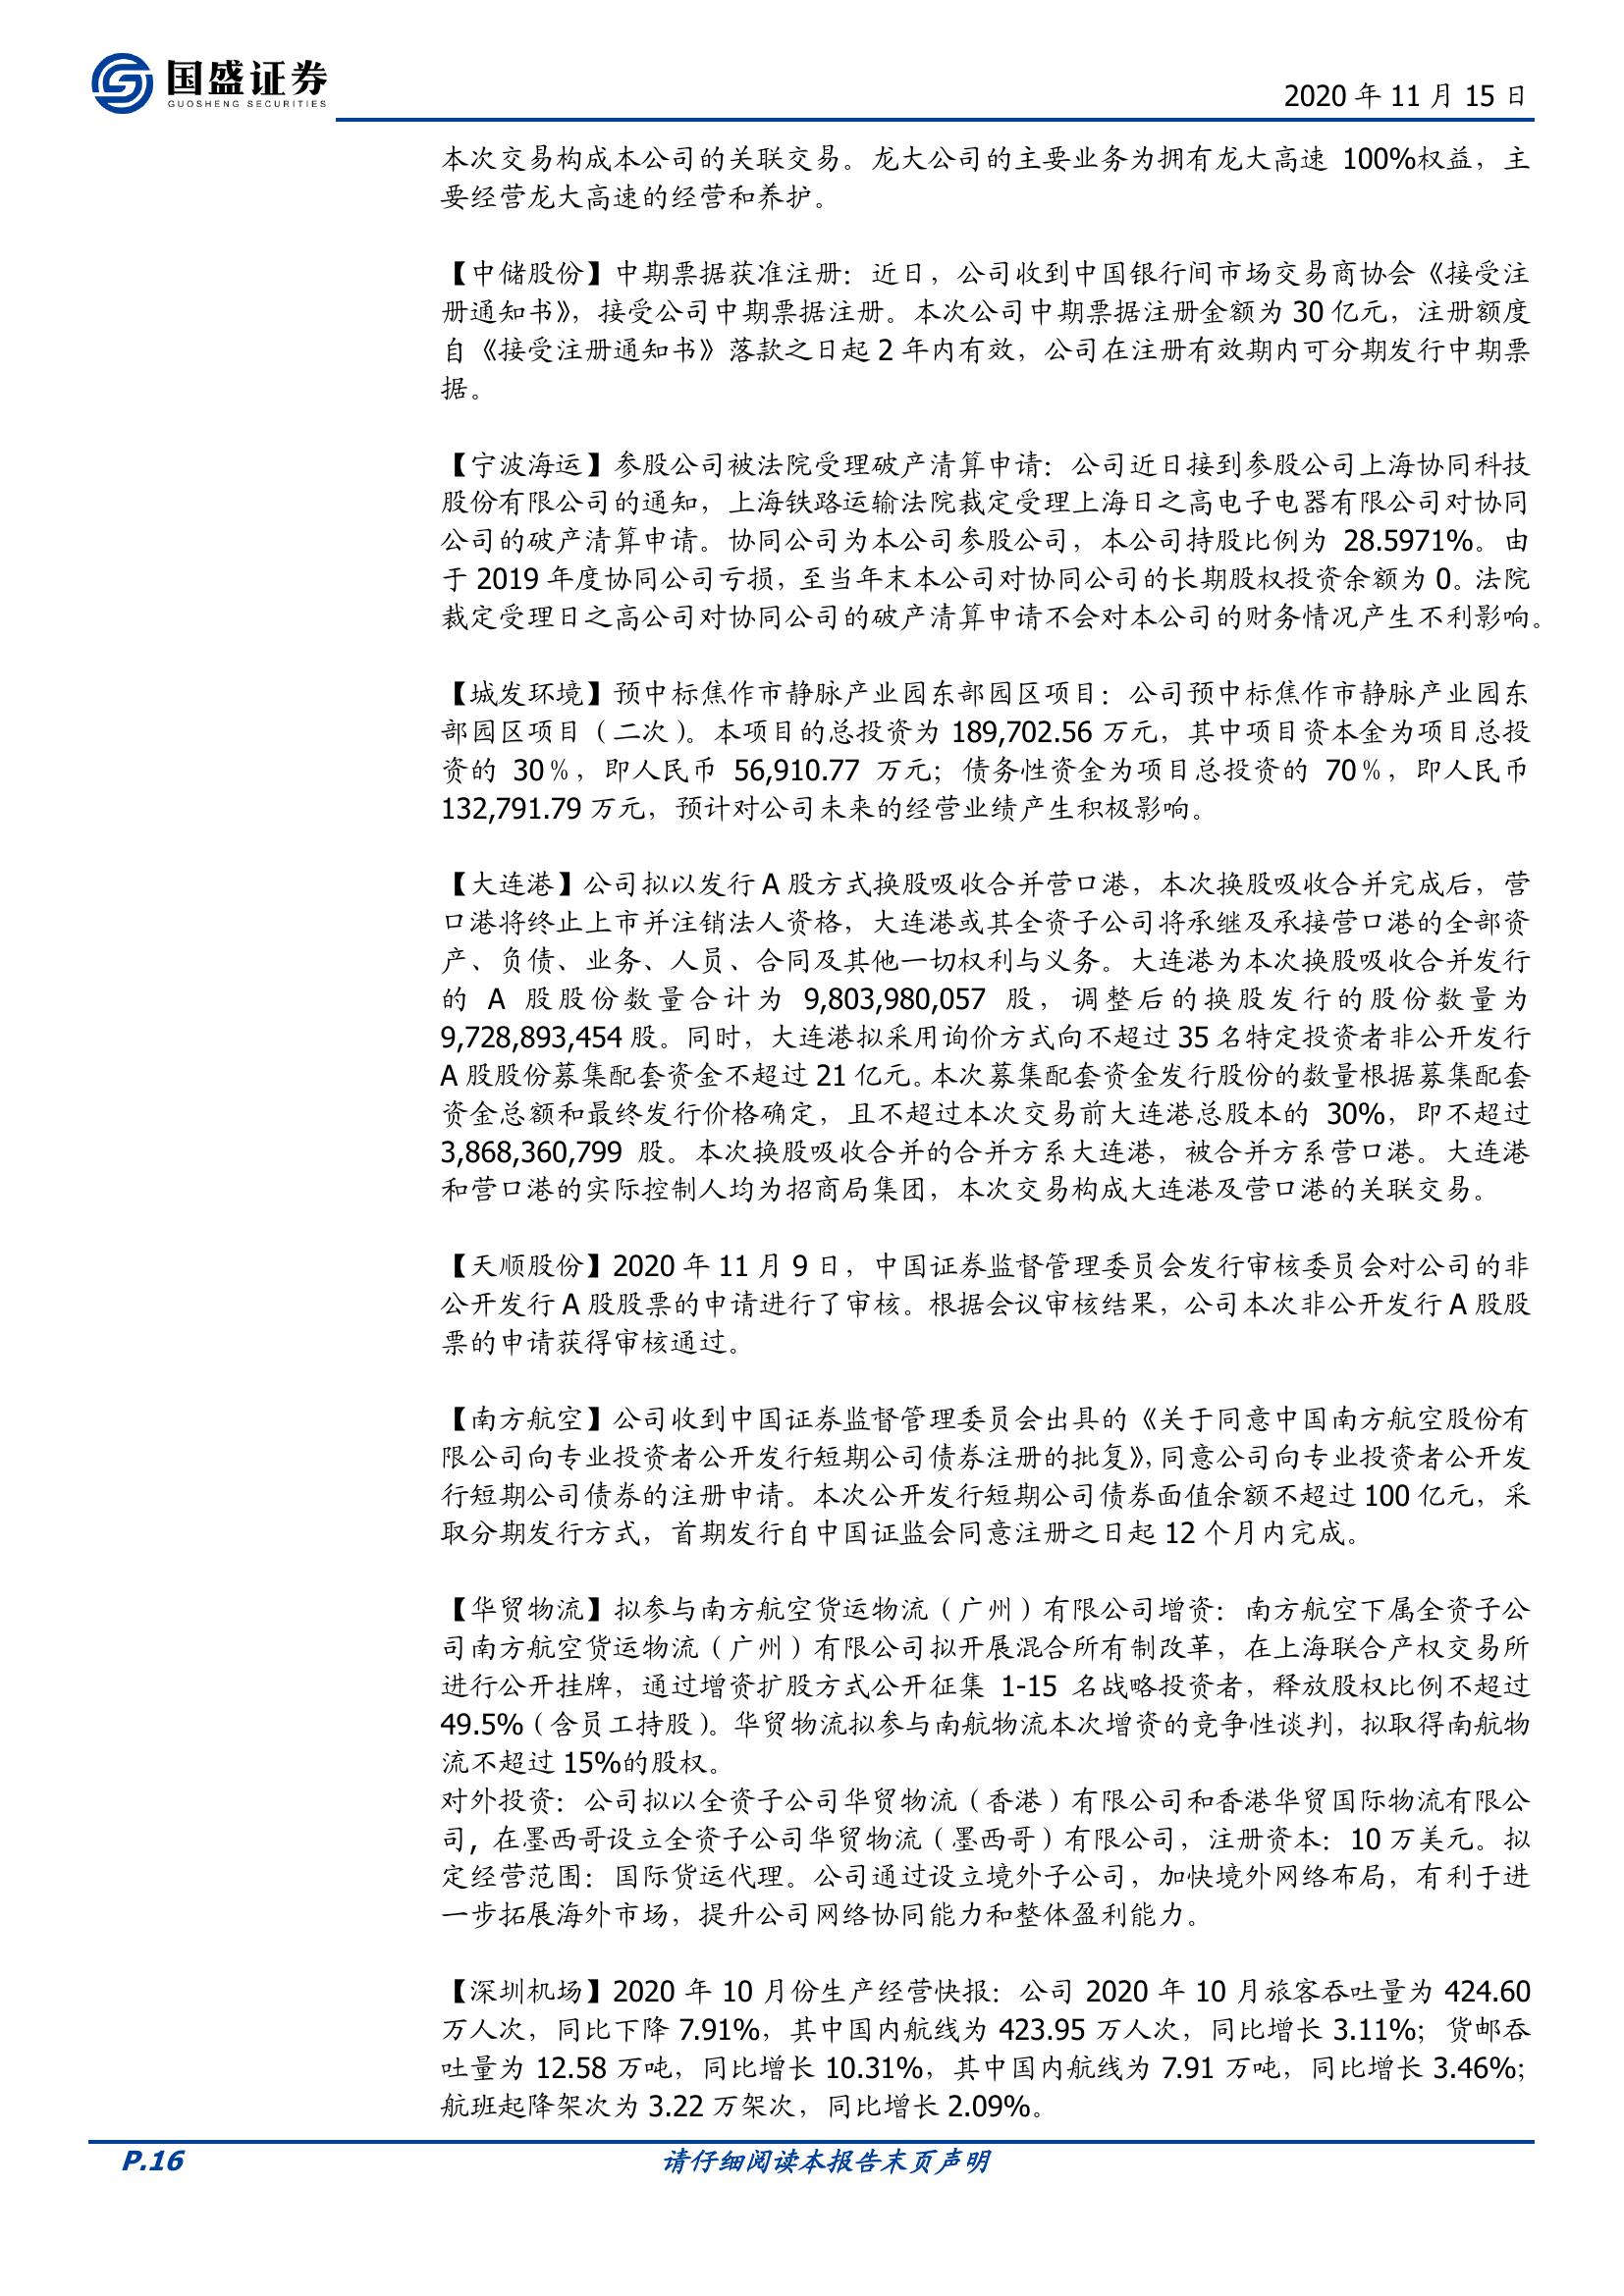 国盛证券
GUOSHENG SECURITIES
2020 年 11 月 15 日
本次交易构成本公司的关联交易。龙大公司的主要业务为拥有龙大高速 100%权益，主
要经营龙大高速的经营和养护。
【中储股份】中期票据获准注册：近日，公司收到中国银行间市场交易商协会《接受注
册通知书》，接受公司中期票据注册。本次公司中期票据注册金额为 30 亿元，注册额度
自《接受注册通知书》落款之日起 2 年内有效，公司在注册有效期内可分期发行中期票
据。
【宁波海运】参股公司被法院受理破产清算申请：公司近日接到参股公司上海协同科技
股份有限公司的通知，上海铁路运输法院裁定受理上海日之高电子电器有限公司对协同
公司的破产清算申请。协同公司为本公司参股公司，本公司持股比例为 28.5971%。由
于 2019 年度协同公司亏损，至当年末本公司对协同公司的长期股权投资余额为 0。法院
裁定受理日之高公司对协同公司的破产清算申请不会对本公司的财务情况产生不利影响。
【城发环境】预中标焦作市静脉产业园东部园区项目：公司预中标焦作市静脉产业园东
部园区项目（二次）。本项目的总投资为 189,702.56 万元，其中项目资本金为项目总投
资的 30％，即人民币 56,910.77 万元；债务性资金为项目总投资的 70％，即人民币
132,791.79 万元，预计对公司未来的经营业绩产生积极影响。
【大连港】公司拟以发行 A 股方式换股吸收合并营口港，本次换股吸收合并完成后，营
口港将终止上市并注销法人资格，大连港或其全资子公司将承继及承接营口港的全部资
产、负债、业务、人员、合同及其他一切权利与义务。大连港为本次换股吸收合并发行
的 A 股股份数量合计为 9,803,980,057 股，调整后的换股发行的股份数量为
9,728,893,454 股。同时，大连港拟采用询价方式向不超过 35 名特定投资者非公开发行
A 股股份募集配套资金不超过 21 亿元。本次募集配套资金发行股份的数量根据募集配套
资金总额和最终发行价格确定，且不超过本次交易前大连港总股本的 30%，即不超过
3,868,360,799 股。本次换股吸收合并的合并方系大连港，被合并方系营口港。大连港
和营口港的实际控制人均为招商局集团，本次交易构成大连港及营口港的关联交易。
【天顺股份】2020 年 11 月 9 日，中国证券监督管理委员会发行审核委员会对公司的非
公开发行 A 股股票的申请进行了审核。根据会议审核结果，公司本次非公开发行 A 股股
票的申请获得审核通过。
【南方航空】公司收到中国证券监督管理委员会出具的《关于同意中国南方航空股份有
限公司向专业投资者公开发行短期公司债券注册的批复》，同意公司向专业投资者公开发
行短期公司债券的注册申请。本次公开发行短期公司债券面值余额不超过 100 亿元，采
取分期发行方式，首期发行自中国证监会同意注册之日起 12 个月内完成。
【华贸物流】拟参与南方航空货运物流（广州）有限公司增资：南方航空下属全资子公
司南方航空货运物流（广州）有限公司拟开展混合所有制改革，在上海联合产权交易所
进行公开挂牌，通过增资扩股方式公开征集 1-15 名战略投资者，释放股权比例不超过
49.5%（含员工持股）。华贸物流拟参与南航物流本次增资的竞争性谈判，拟取得南航物
流不超过 15%的股权。
对外投资：公司拟以全资子公司华贸物流（香港）有限公司和香港华贸国际物流有限公
司，在墨西哥设立全资子公司华贸物流（墨西哥）有限公司，注册资本：10 万美元。拟
定经营范围：国际货运代理。公司通过设立境外子公司，加快境外网络布局，有利于进
一步拓展海外市场，提升公司网络协同能力和整体盈利能力。
【深圳机场】2020 年 10 月份生产经营快报：公司 2020 年 10 月旅客吞吐量为 424.60
万人次，同比下降 7.91%，其中国内航线为 423.95 万人次，同比增长 3.11%；货邮吞
吐量为 12.58 万吨，同比增长 10.31%，其中国内航线为 7.91 万吨，同比增长 3.46%；
航班起降架次为 3.22 万架次，同比增长 2.09%。
P.16
请仔细阅读本报告末页声明